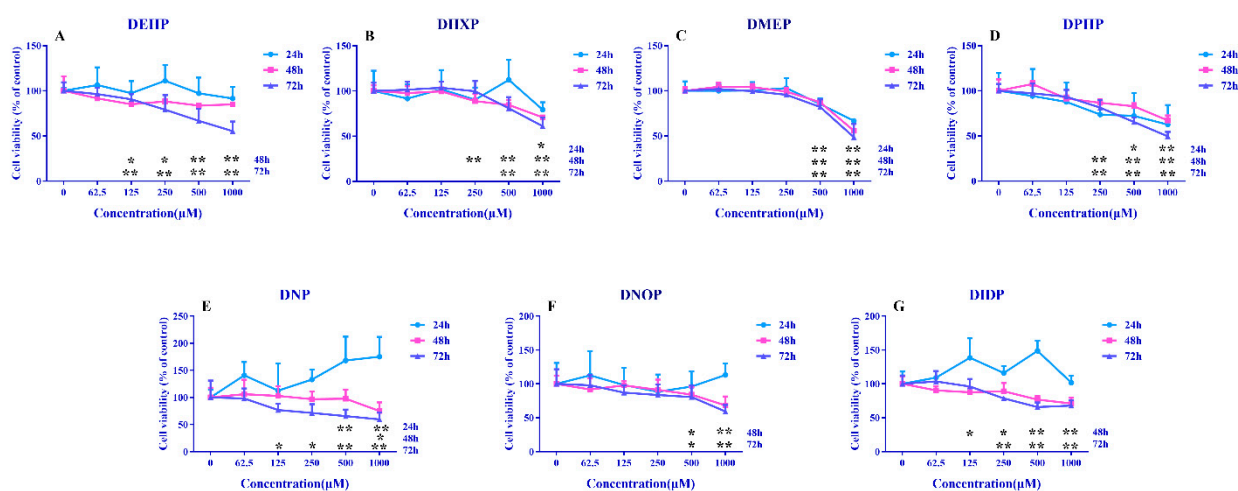 DEHP
A
Cell viability (% of control)
150
100
50
0
24h
48h
72h
* * ** **
** ** ** **
48h
72h
0 62.5 125 250 500 1000
Concentration(μM)
DHXP
B
Cell viability (% of control)
150
100
50
0
24h
48h
72h
*
** ** **
** **
24h
48h
72h
0 62.5 125 250 500 1000
Concentration(μM)
DMEP
C
Cell viability (% of control)
150
100
50
0
24h
48h
72h
** **
** **
** **
24h
48h
72h
0 62.5 125 250 500 1000
Concentration(μM)
DPHP
D
Cell viability (% of control)
150
100
50
0
24h
48h
72h
* **
** ** **
** ** **
24h
48h
72h
0 62.5 125 250 500 1000
Concentration(μM)
DNP
E
Cell viability (% of control)
250
200
150
100
50
0
24h
48h
72h
** **
*
* * ** **
24h
48h
72h
0 62.5 125 250 500 1000
Concentration(μM)
DNOP
F
Cell viability (% of control)
200
150
100
50
0
24h
48h
72h
* **
* **
48h
72h
0 62.5 125 250 500 1000
Concentration(μM)
DIDP
G
Cell viability (% of control)
200
150
100
50
0
24h
48h
72h
* * ** **
** ** **
48h
72h
0 62.5 125 250 500 1000
Concentration(μM)